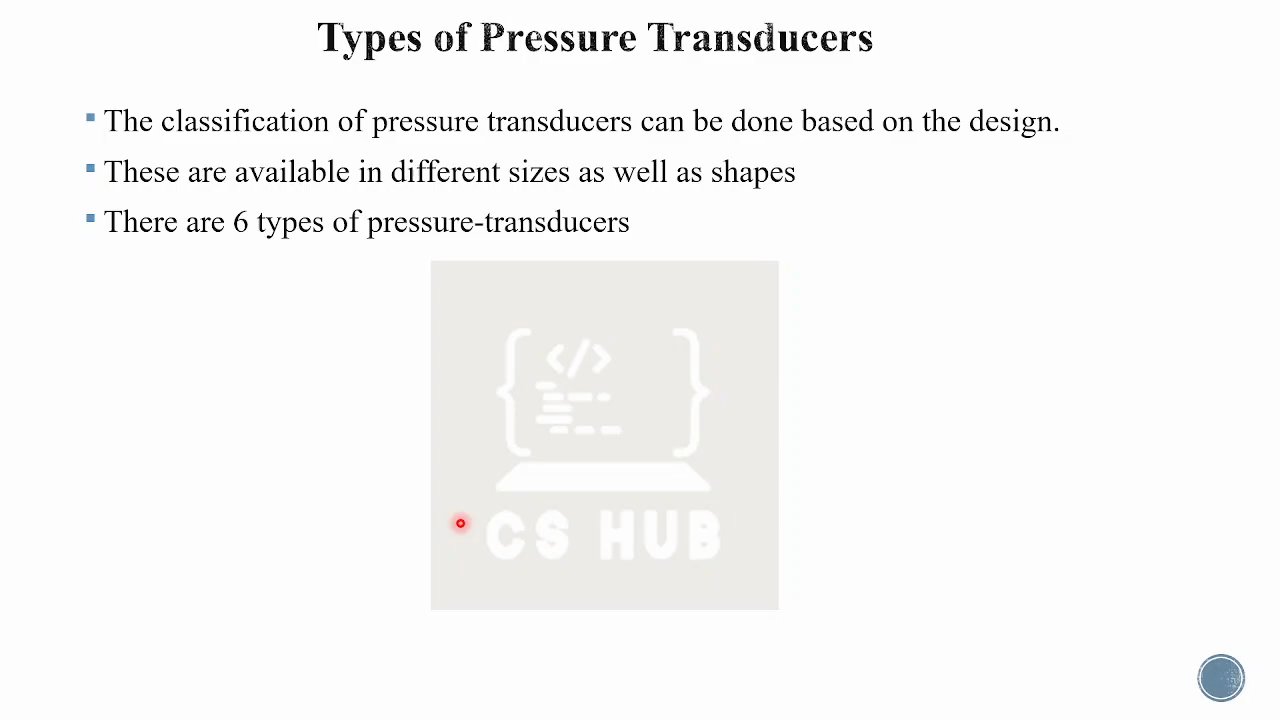 Types of Pressure Transducers
The classification of pressure transducers can be done based on the design.
These are available in different sizes as well as shapes
There are 6 types of pressure-transducers
</>
CS HUB